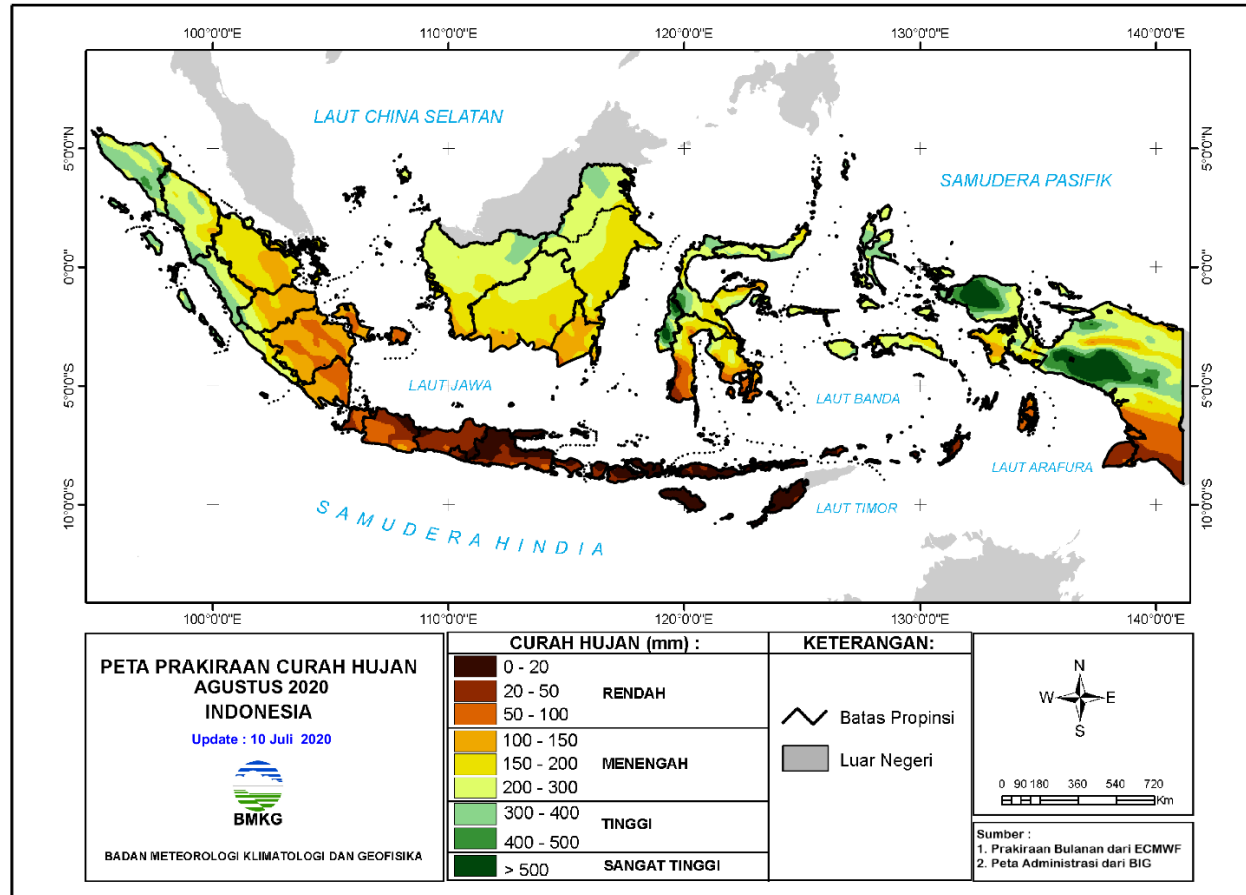 100°0'0"E 110°0'0"E 120°0'0"E 130°0'0"E 140°0'0"E
LAUT CHINA SELATAN
5°0'0"N 5°0'0"N
SAMUDERA PASIFIK
0°0'0" 0°0'0"
LAUT JAWA
5°0'0"S 5°0'0"S
LAUT BANDA
LAUT ARAFURA
10°0'0"S 10°0'0"S
LAUT TIMOR
SAMUDERA HINDIA
100°0'0"E 110°0'0"E 120°0'0"E 130°0'0"E 140°0'0"E
PETA PRAKIRAAN CURAH HUJAN
AGUSTUS 2020
INDONESIA
Update : 10 Juli 2020
BMKG
BADAN METEOROLOGI KLIMATOLOGI DAN GEOFISIKA
CURAH HUJAN (mm) :
0 - 20
20 - 50 RENDAH
50 - 100
100 - 150
150 - 200 MENENGAH
200 - 300
300 - 400 TINGGI
400 - 500
> 500 SANGAT TINGGI
KETERANGAN:
Batas Propinsi
Luar Negeri
N
W E
S
0 90 180 360 540 720
Km
Sumber :
1. Prakiraan Bulanan dari ECMWF
2. Peta Administrasi dari BIG